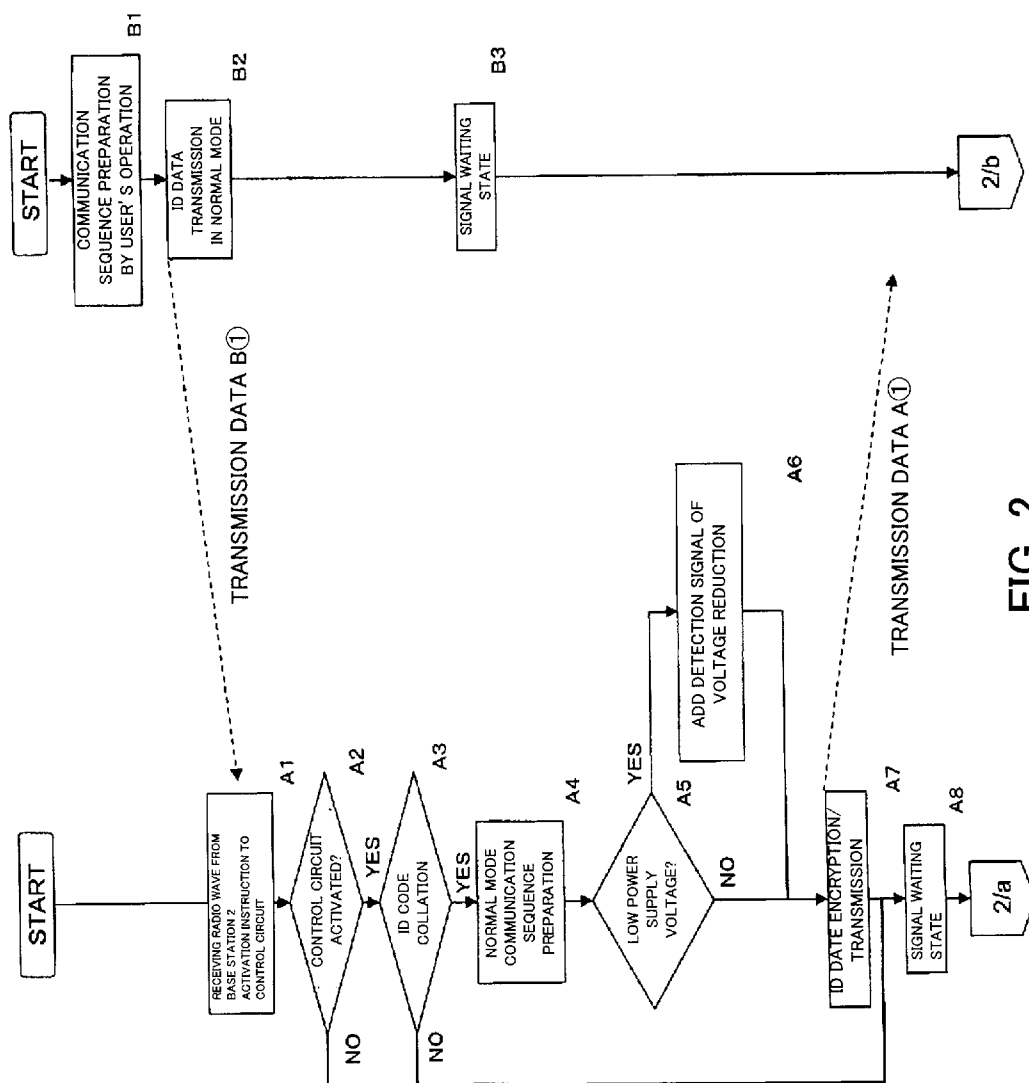 START
RECEIVING RADIO WAVE FROM
BASE STATION 2
ACTIVATION INSTRUCTION TO
CONTROL CIRCUIT
A1
CONTROL CIRCUIT
ACTIVATED?
A2
NO
YES
ID CODE
COLLATION
A3
NO
YES
NORMAL MODE
COMMUNICATION
SEQUENCE
PREPARATION
A4
LOW POWER
SUPPLY
VOLTAGE?
A5
YES
NO
ADD DETECTION SIGNAL OF
VOLTAGE REDUCTION
A6
ID DATE ENCRYPTION/
TRANSMISSION
A7
SIGNAL WAITING
STATE
A8
2/a
TRANSMISSION DATA B①
TRANSMISSION DATA A①
START
COMMUNICATION
SEQUENCE PREPARATION
BY USER'S OPERATION
B1
ID DATA
TRANSMISSION
IN NORMAL MODE
B2
SIGNAL WAITING
STATE
B3
2/b
FIG. 2